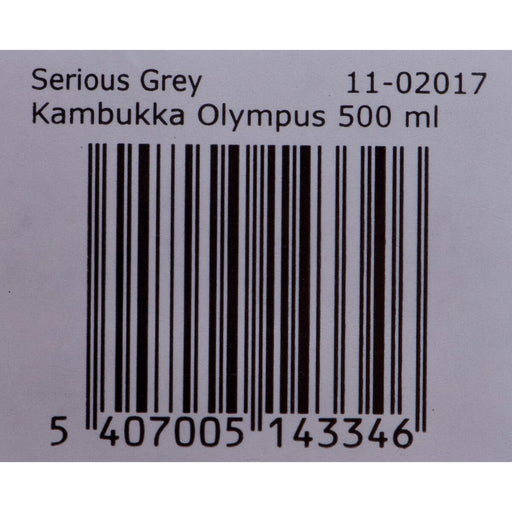 Serious Grey 11-02017
Kambukka Olympus 500 ml
5 407005 143346